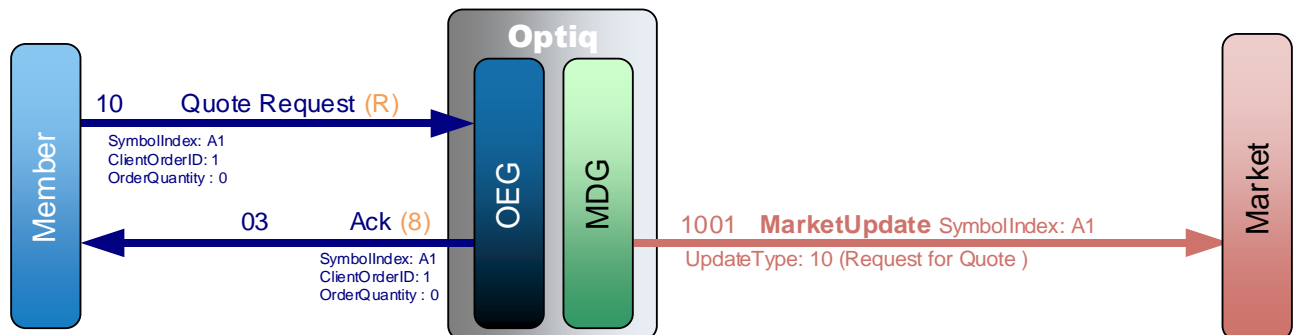 Optiq
Member
10 Quote Request (R)
SymbolIndex: A1
ClientOrderID: 1
OrderQuantity : 0
03 Ack (8)
SymbolIndex: A1
ClientOrderID: 1
OrderQuantity : 0
OEG
MDG
1001 MarketUpdate SymbolIndex: A1
UpdateType: 10 (Request for Quote )
Market